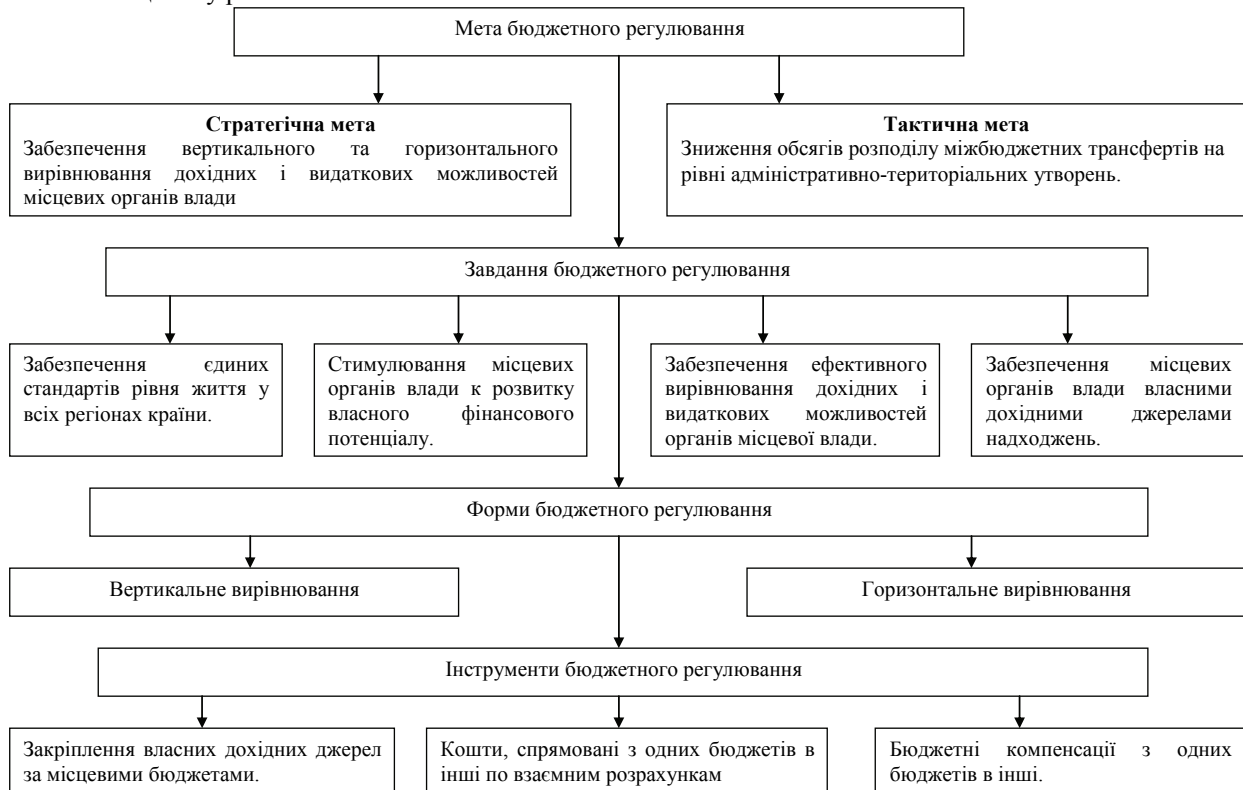 Мета бюджетного регулювання
Стратегічна мета
Забезпечення вертикального та горизонтального
вирівнювання дохідних і видаткових можливостей
місцевих органів влади
Тактична мета
Зниження обсягів розподілу міжбюджетних трансфертів на
рівні адміністративно-територіальних утворень.
Завдання бюджетного регулювання
Забезпечення єдиних
стандартів рівня життя у
всіх регіонах країни.
Стимулювання місцевих
органів влади к розвитку
власного фінансового
потенціалу.
Забезпечення ефективного
вирівнювання дохідних і
видаткових можливостей
органів місцевої влади.
Забезпечення місцевих
органів влади власними
дохідними джерелами
надходжень.
Форми бюджетного регулювання
Вертикальне вирівнювання
Горизонтальне вирівнювання
Інструменти бюджетного регулювання
Закріплення власних дохідних джерел
за місцевими бюджетами.
Кошти, спрямовані з одних бюджетів в
інші по взаємним розрахункам
Бюджетні компенсації з одних
бюджетів в інші.